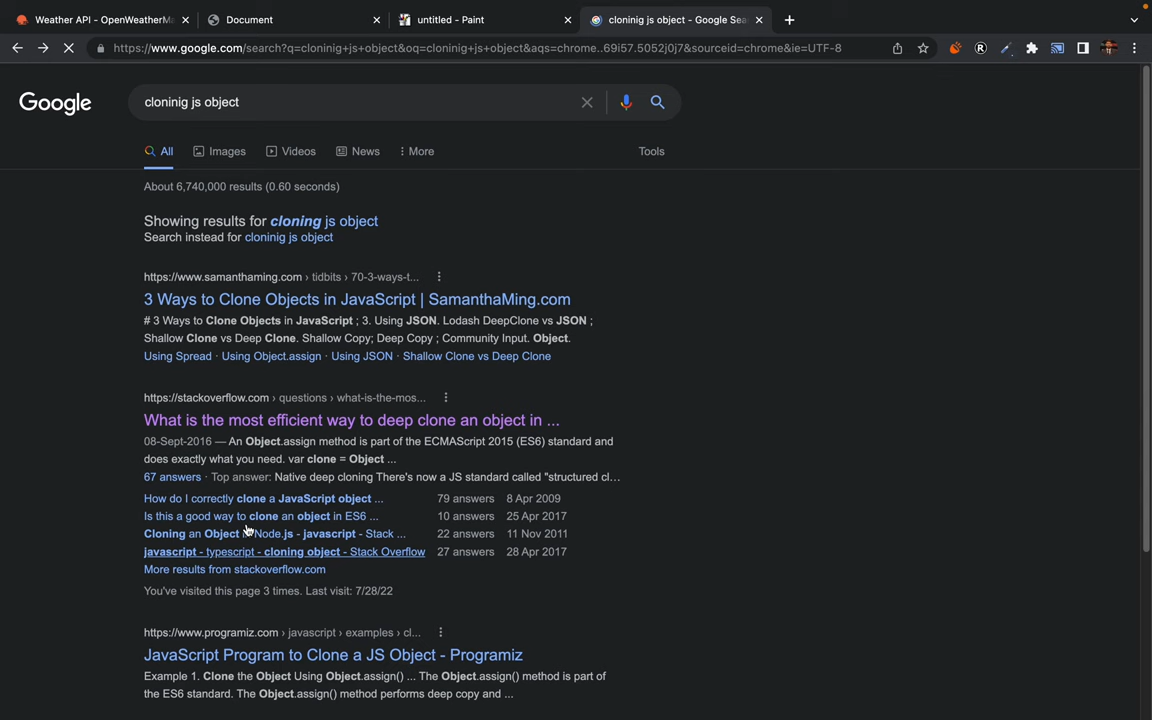 Weather API - OpenWeatherM
Document
untitled - Paint
cloninig js object - Google Sea
https://www.google.com/search?q=cloninig+js+object&oq=cloninig+js+object&aqs=chrome..69i57.5052j0j7&sourceid=chrome&ie=UTF-8
Google
cloninig js object
All
Images
Videos
News
More
Tools
About 6,740,000 results (0.60 seconds)
Showing results for cloning js object
Search instead for cloninig js object
https://www.samanthaming.com › tidbits › 70-3-ways-t...
3 Ways to Clone Objects in JavaScript | SamanthaMing.com
# 3 Ways to Clone Objects in JavaScript ; 3. Using JSON. Lodash DeepClone vs JSON ;
Shallow Clone vs Deep Clone. Shallow Copy; Deep Copy ; Community Input. Object.
Using Spread · Using Object.assign · Using JSON · Shallow Clone vs Deep Clone
https://stackoverflow.com › questions › what-is-the-mos...
What is the most efficient way to deep clone an object in ...
08-Sept-2016 — An Object.assign method is part of the ECMAScript 2015 (ES6) standard and
does exactly what you need. var clone = Object ...
67 answers · Top answer: Native deep cloning There's now a JS standard called "structured cl...
How do I correctly clone a JavaScript object ... 79 answers 8 Apr 2009
Is this a good way to clone an object in ES6 ... 10 answers 25 Apr 2017
Cloning an Object in Node.js - javascript - Stack ... 22 answers 11 Nov 2011
javascript - typescript - cloning object - Stack Overflow 27 answers 28 Apr 2017
More results from stackoverflow.com
You've visited this page 3 times. Last visit: 7/28/22
https://www.programiz.com › javascript › examples › cl...
JavaScript Program to Clone a JS Object - Programiz
Example 1. Clone the Object Using Object.assign() ... The Object.assign() method is part of
the ES6 standard. The Object.assign() method performs deep copy and ...